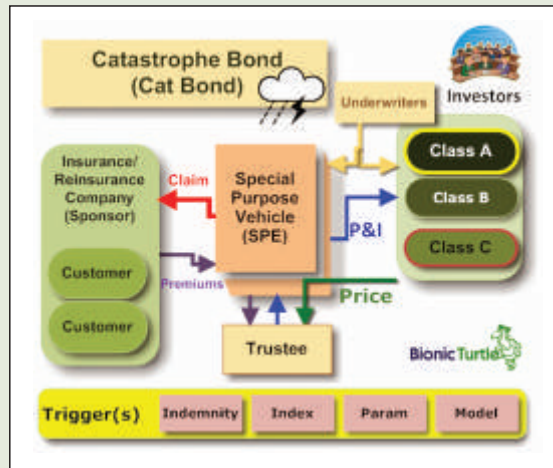 Catastrophe Bond
(Cat Bond)
Underwriters
Investors
Insurance/
Reinsurance
Company
(Sponsor)
Customer
Customer
Claim
Premiums
Special
Purpose
Vehicle
(SPE)
P&I
Class A
Class B
Class C
Price
Trustee
Bionic Turtle
Trigger(s)
Indemnity
Index
Param
Model